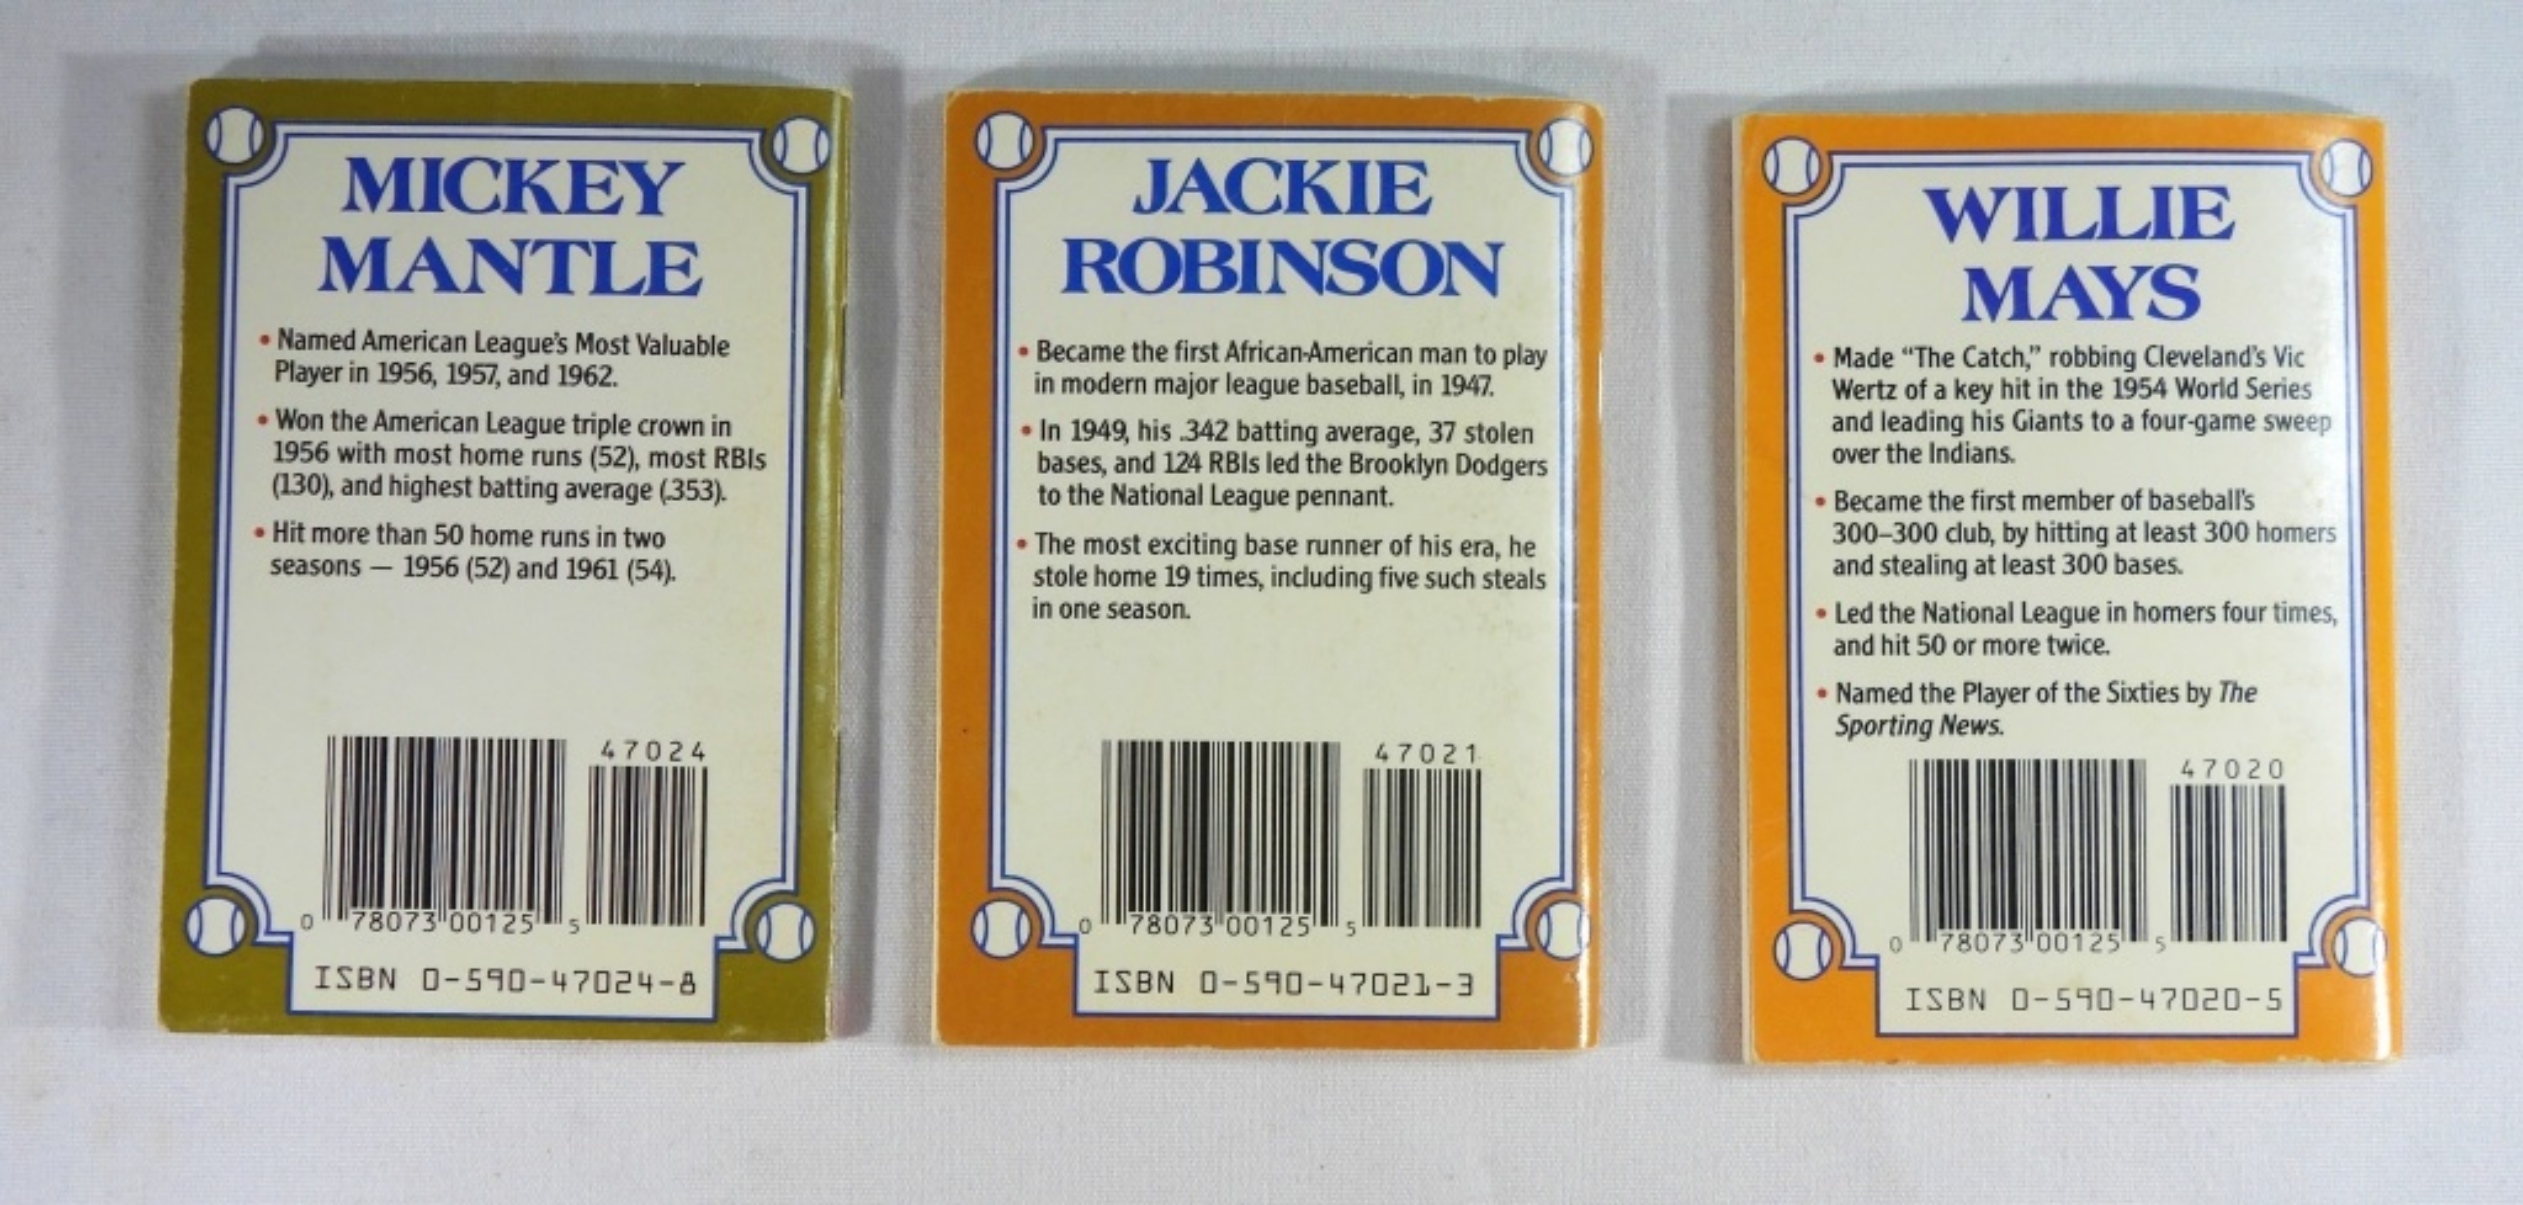 MICKEY
MANTLE
• Named American League's Most Valuable
Player in 1956, 1957, and 1962.
• Won the American League triple crown in
1956 with most home runs (52), most RBIs
(130), and highest batting average (.353).
• Hit more than 50 home runs in two
seasons — 1956 (52) and 1961 (54).
47024
0 78073 00125 5
ISBN 0-590-47024-8
JACKIE
ROBINSON
• Became the first African-American man to play
in modern major league baseball, in 1947.
• In 1949, his .342 batting average, 37 stolen
bases, and 124 RBIs led the Brooklyn Dodgers
to the National League pennant.
• The most exciting base runner of his era, he
stole home 19 times, including five such steals
in one season.
47021
0 78073 00125 5
ISBN 0-590-47021-3
WILLIE
MAYS
• Made "The Catch," robbing Cleveland's Vic
Wertz of a key hit in the 1954 World Series
and leading his Giants to a four-game sweep
over the Indians.
• Became the first member of baseball's
300–300 club, by hitting at least 300 homers
and stealing at least 300 bases.
• Led the National League in homers four times,
and hit 50 or more twice.
• Named the Player of the Sixties by The
Sporting News.
47020
0 78073 00125 5
ISBN 0-590-47020-5